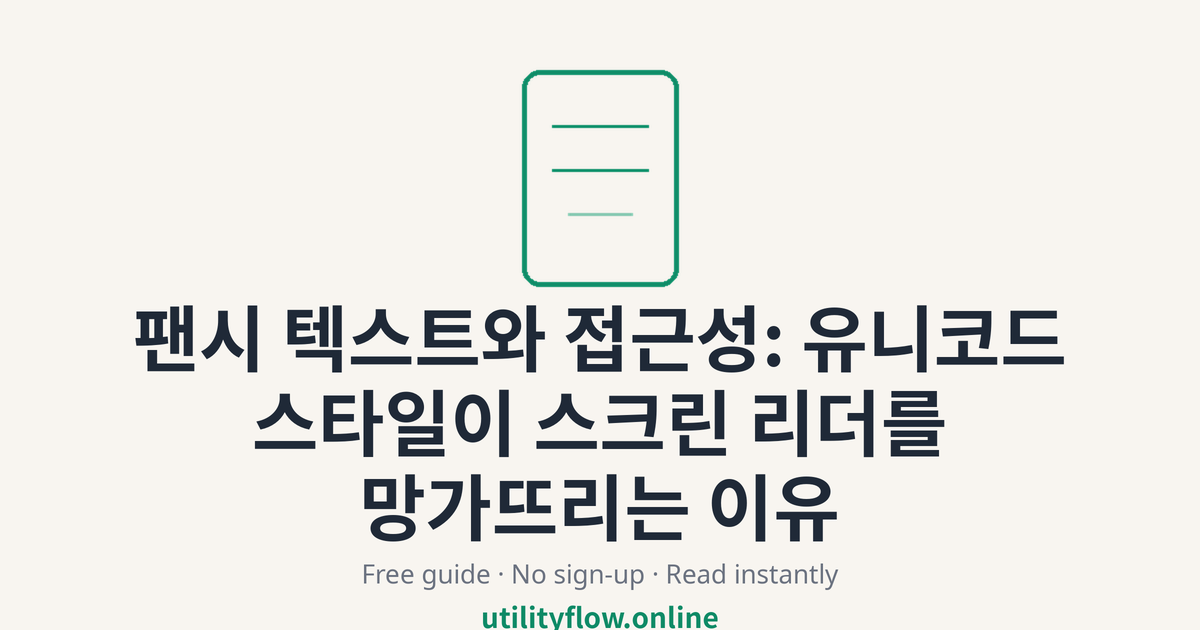 팬시 텍스트와 접근성: 유니코드
스타일이 스크린 리더를
망가뜨리는 이유
Free guide · No sign-up · Read instantly
utilityflow.online